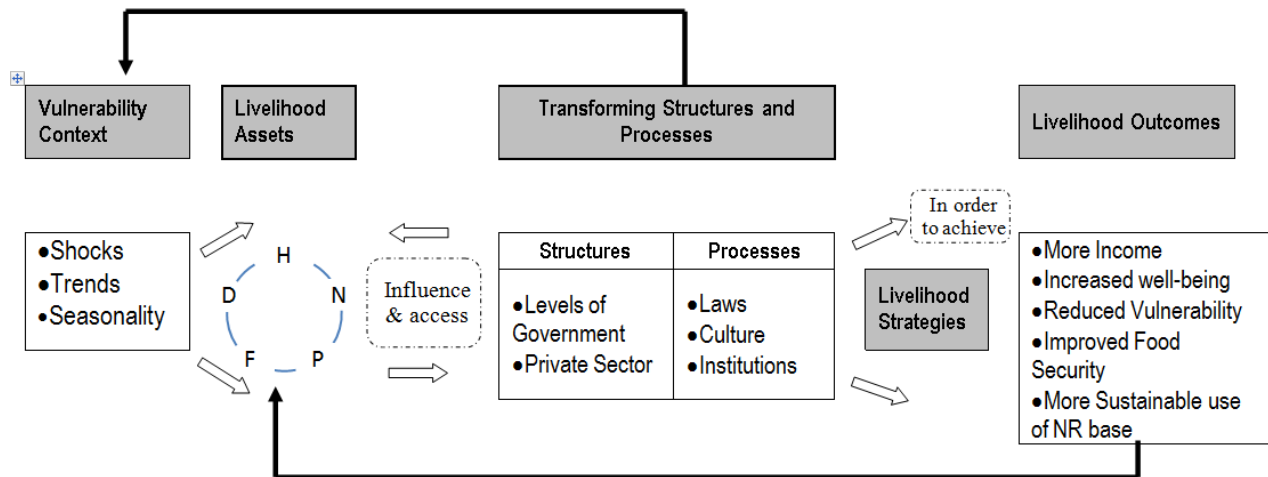 Vulnerability
Context
Livelihood
Assets
Transforming Structures and
Processes
Livelihood Outcomes
●Shocks
●Trends
●Seasonality
H
D
N
F
P
Influence
& access
Structures
●Levels of
Government
●Private Sector
Processes
●Laws
●Culture
●Institutions
In order
to achieve
Livelihood
Strategies
●More Income
●Increased well-being
●Reduced Vulnerability
●Improved Food
Security
●More Sustainable use
of NR base